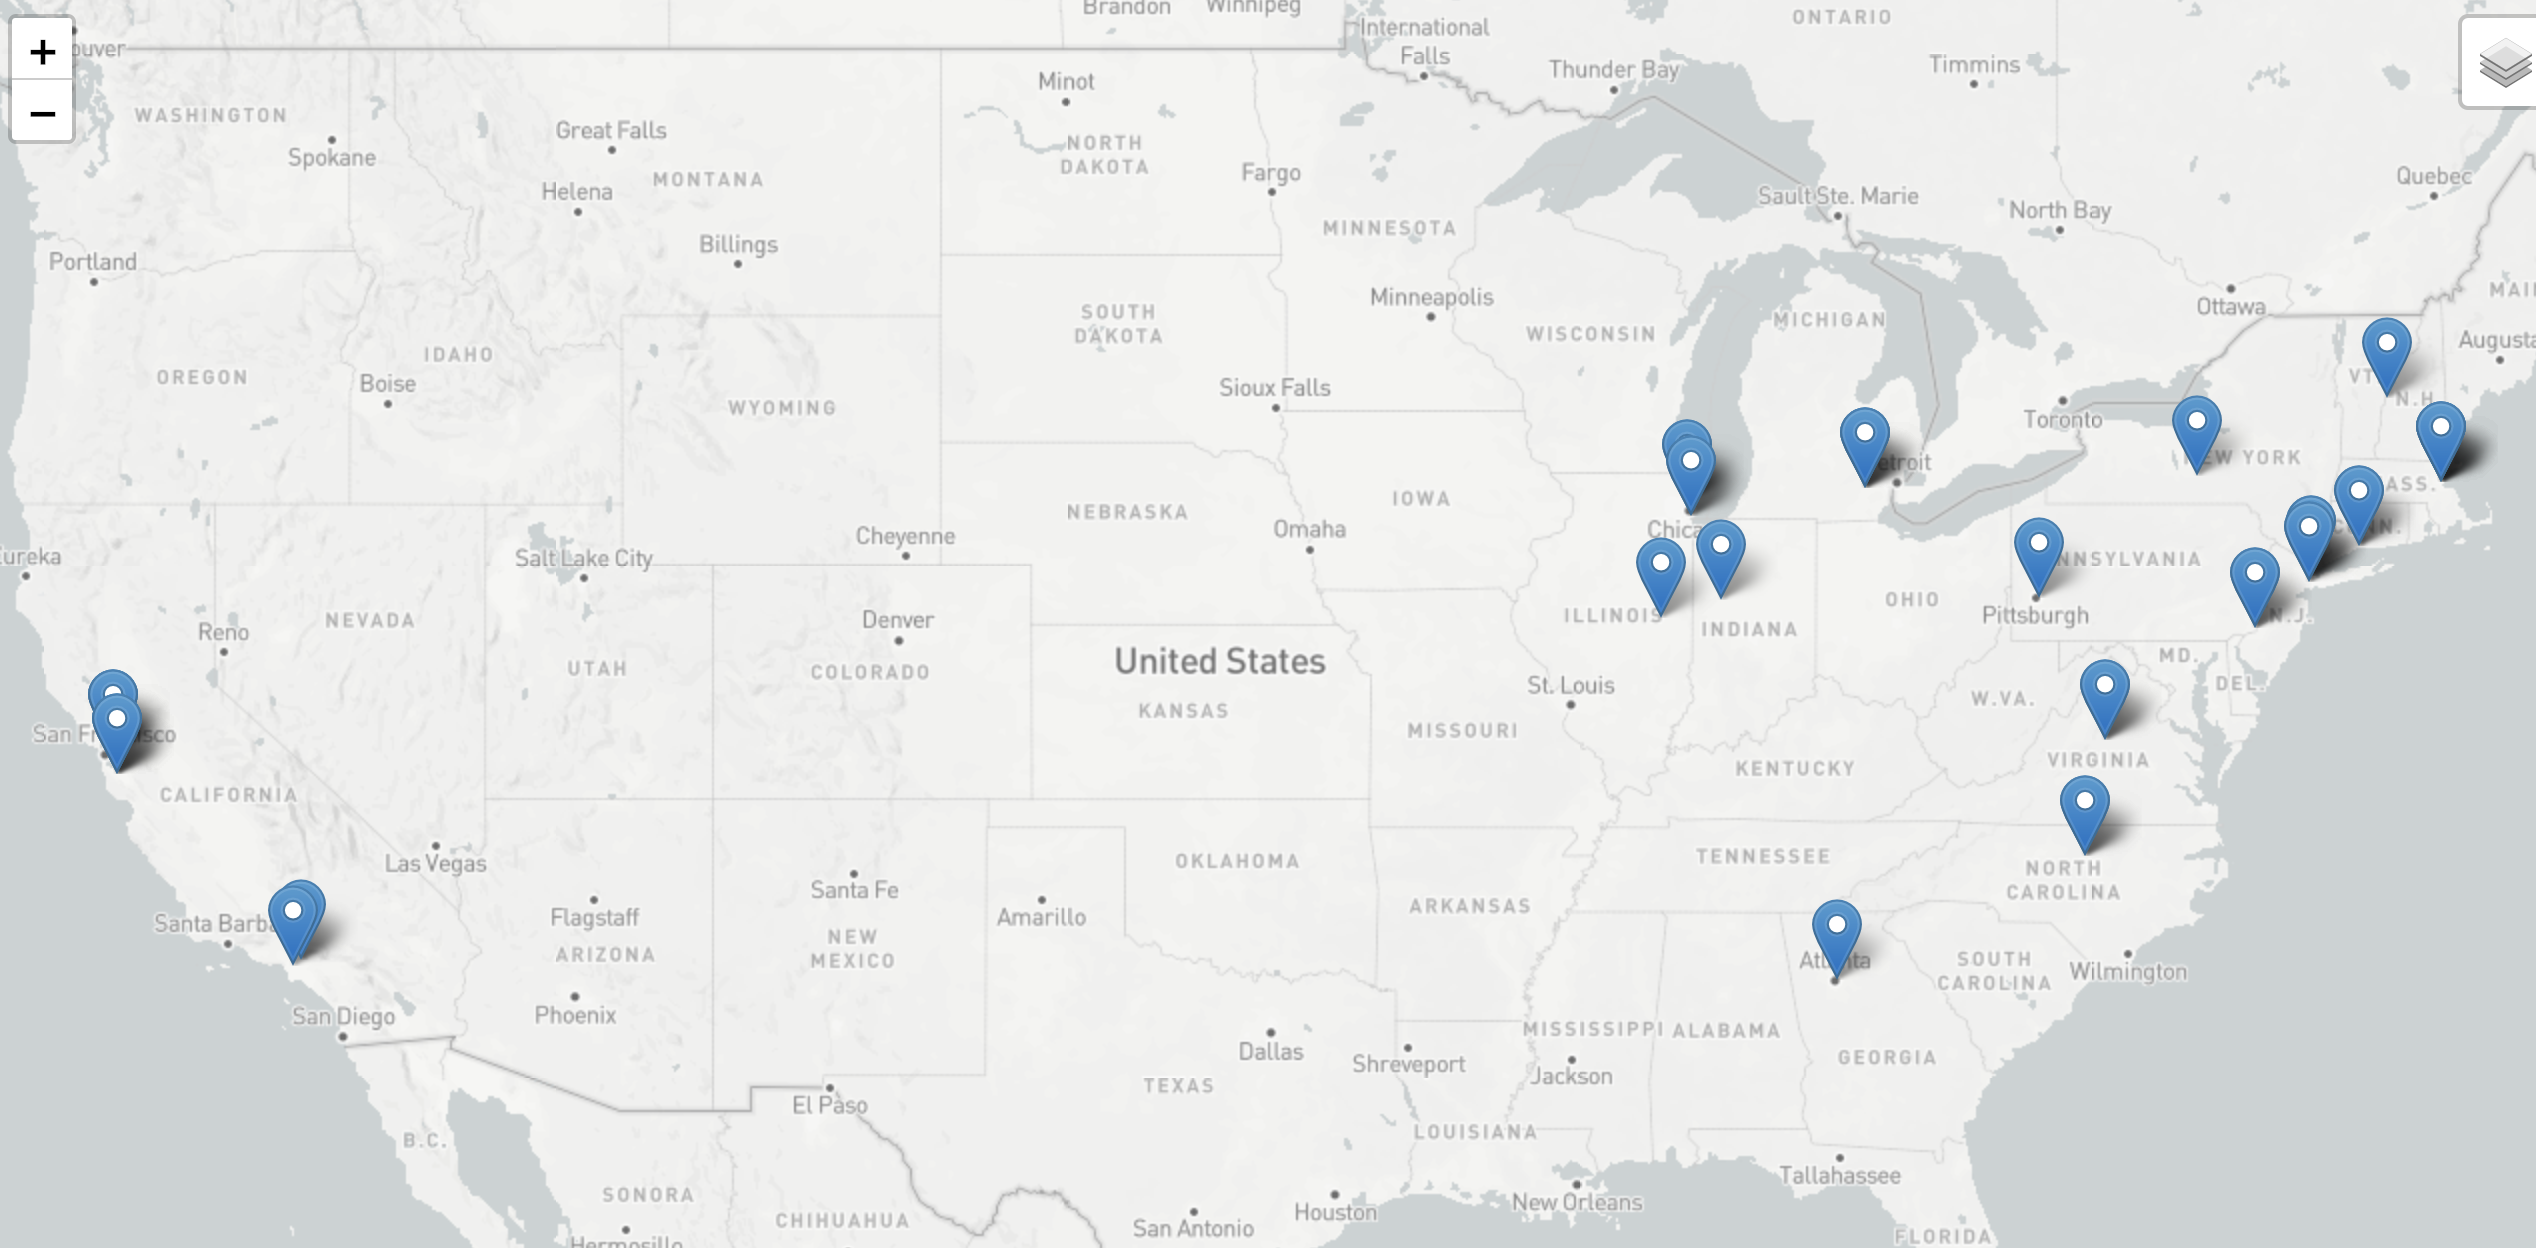 Brandon
Winnipeg
International
Falls
ONTARIO
+
ouver
Thunder Bay
Timmins
Minot
−
WASHINGTON
Great Falls
NORTH
DAKOTA
Spokane
Fargo
Quebec
MONTANA
Helena
Sault Ste. Marie
North Bay
MINNESOTA
Billings
Portland
MAI
Minneapolis
Ottawa
SOUTH
DAKOTA
MICHIGAN
WISCONSIN
Augusta
IDAHO
OREGON
VT
Boise
Sioux Falls
N.H.
WYOMING
Toronto
etroit
EW YORK
ASS.
IOWA
NEBRASKA
Chica
Omaha
Cheyenne
NN.
ureka
Salt Lake City
NNSYLVANIA
OHIO
ILLINOIS
Pittsburgh
N.J.
NEVADA
Denver
Reno
INDIANA
MD.
United States
UTAH
COLORADO
St. Louis
DEL.
W.VA.
KANSAS
San Fr
sco
MISSOURI
VIRGINIA
KENTUCKY
CALIFORNIA
Las Vegas
OKLAHOMA
TENNESSEE
NORTH
CAROLINA
Santa Fe
ARKANSAS
Santa Barba
Flagstaff
Amarillo
NEW
MEXICO
ARIZONA
Atlanta
SOUTH
CAROLINA
Wilmington
San Diego
Phoenix
MISSISSIPPI
ALABAMA
Dallas
Shreveport
GEORGIA
Jackson
TEXAS
El Paso
B.C.
LOUISIANA
Tallahassee
SONORA
New Orleans
Houston
CHIHUAHUA
San Antonio
FLORIDA
Hermosillo